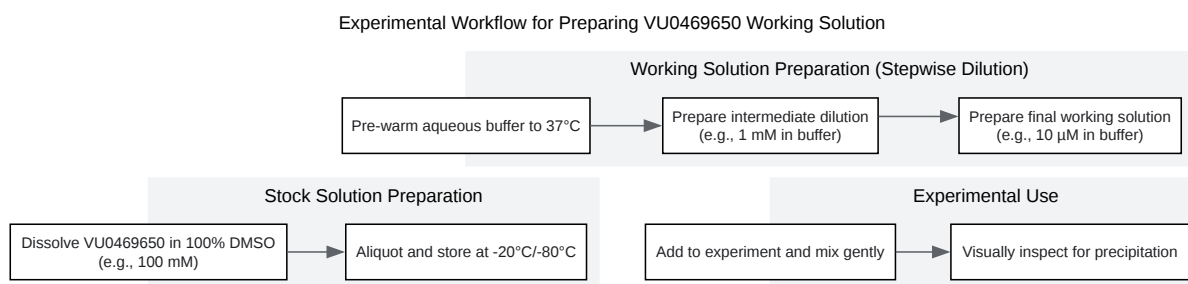 Experimental Workflow for Preparing VU0469650 Working Solution
Working Solution Preparation (Stepwise Dilution)
Pre-warm aqueous buffer to 37°C
Prepare intermediate dilution
(e.g., 1 mM in buffer)
Prepare final working solution
(e.g., 10 µM in buffer)
Stock Solution Preparation
Dissolve VU0469650 in 100% DMSO
(e.g., 100 mM)
Aliquot and store at -20°C/-80°C
Experimental Use
Add to experiment and mix gently
Visually inspect for precipitation